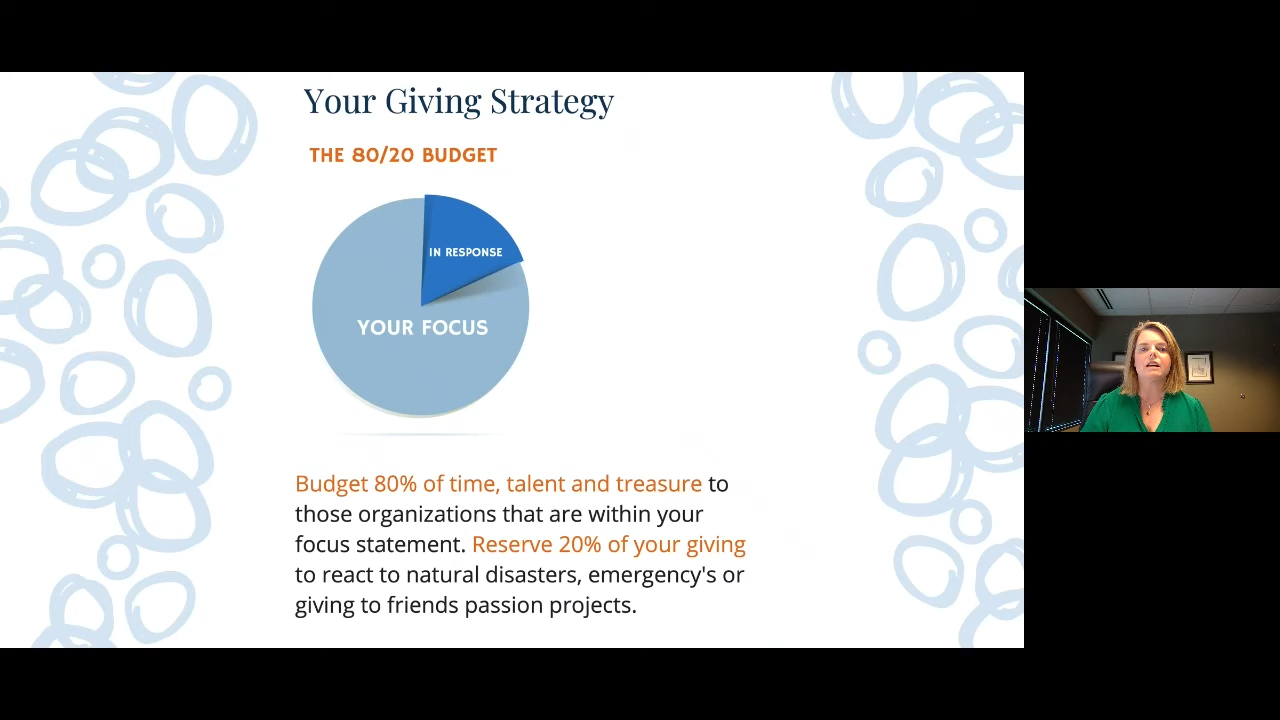 Your Giving Strategy
THE 80/20 BUDGET
IN RESPONSE
YOUR FOCUS
Budget 80% of time, talent and treasure to
those organizations that are within your
focus statement. Reserve 20% of your giving
to react to natural disasters, emergency's or
giving to friends passion projects.